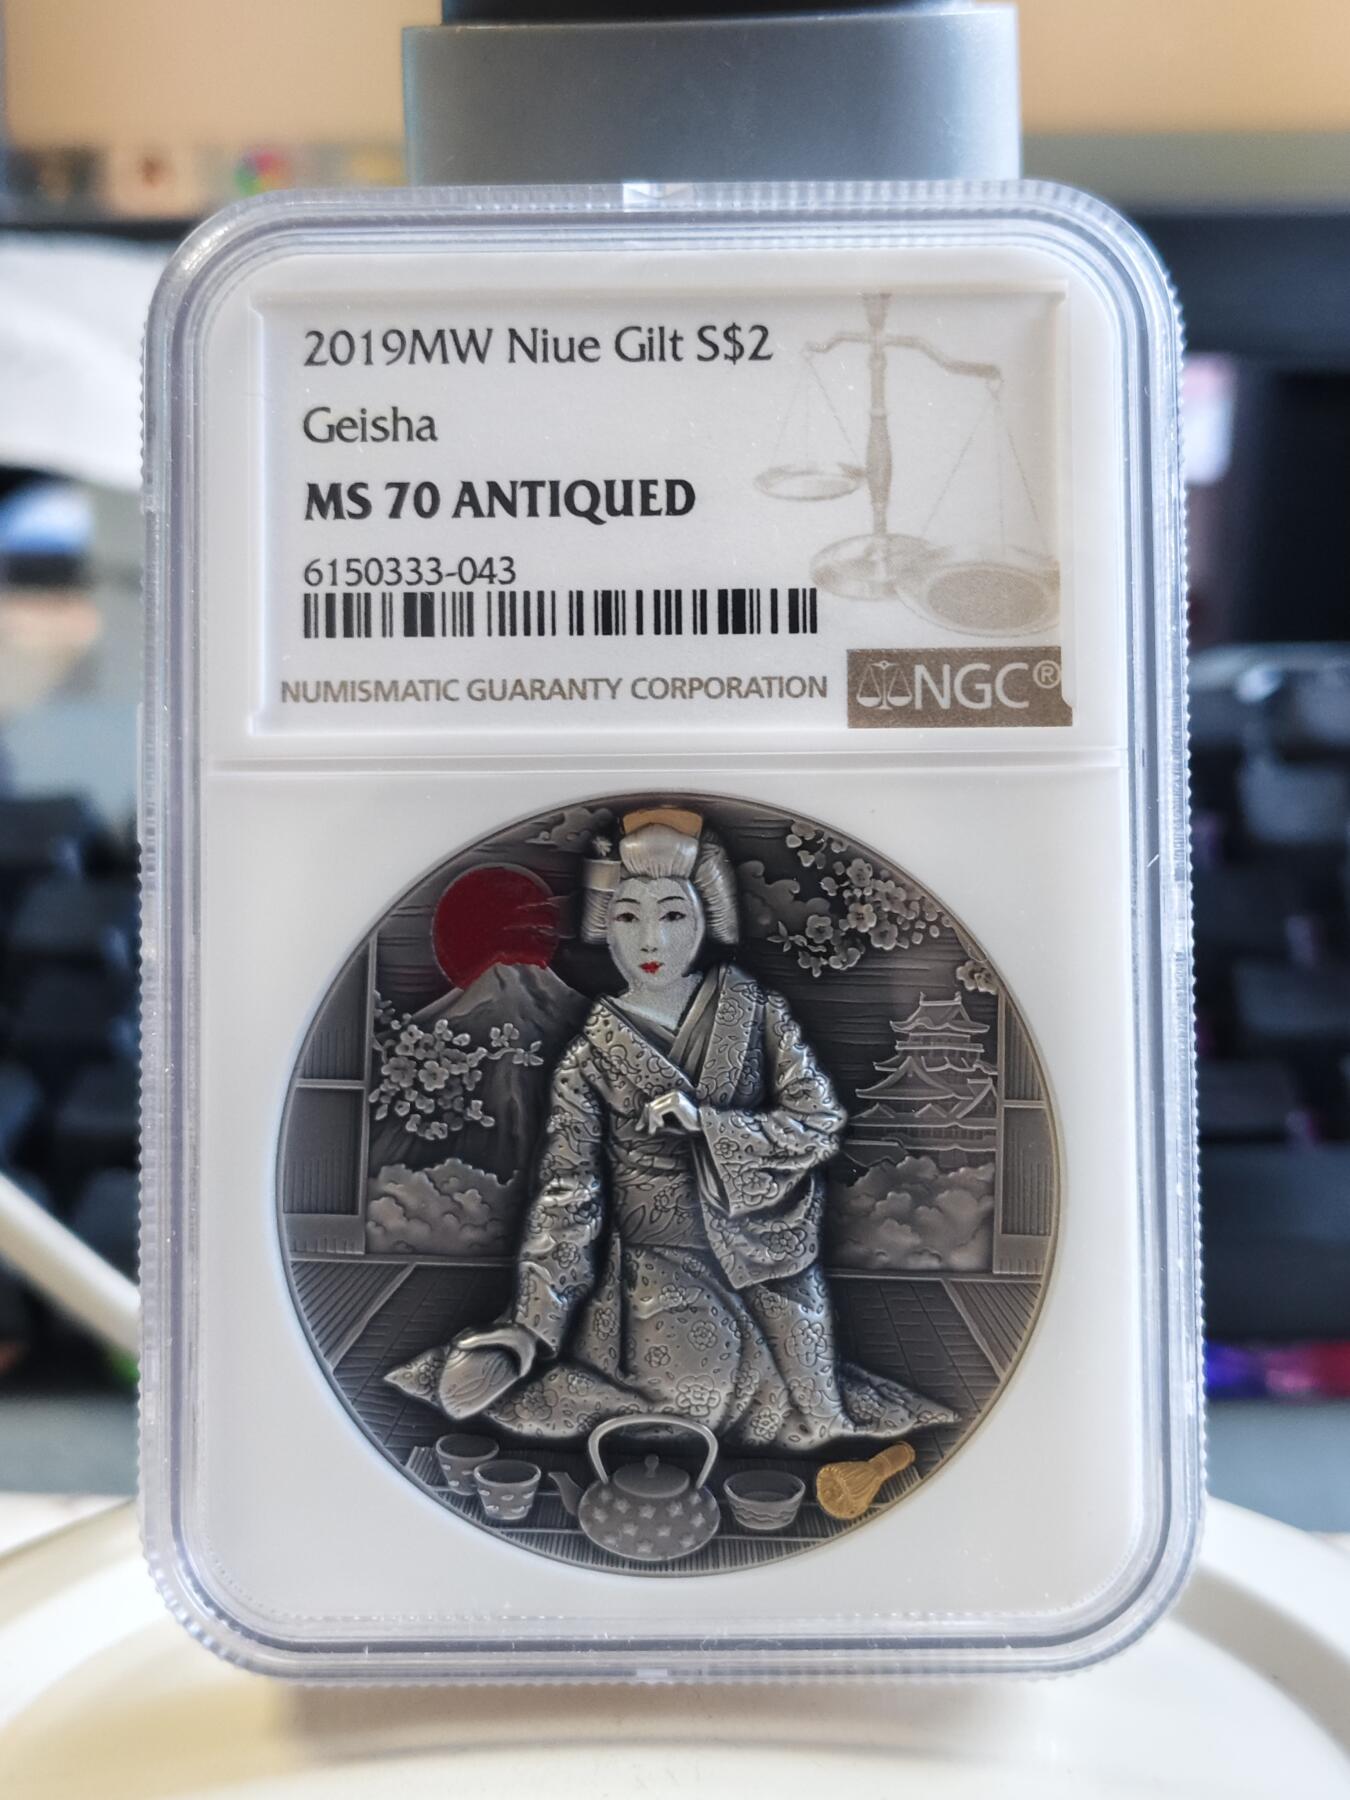 2019MW Niue Gilt S$2
Geisha
MS 70 ANTIQUED
6150333-043
NUMISMATIC GUARANTY CORPORATION
NGC®